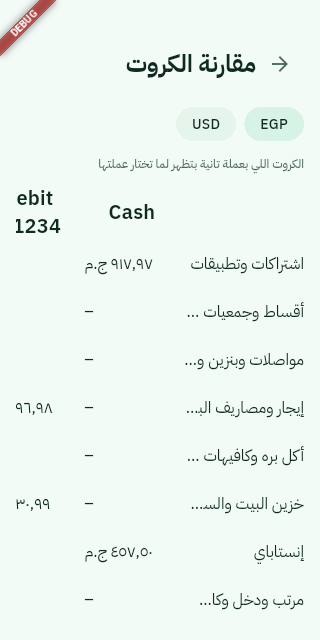 DEBUG
مقارنة الكروت
EGP USD
الكروت اللي بعملة تانية بتظهر لما تختار عملتها
Cash ebit 1234
اشتراكات وتطبيقات ٩١٧,٩٧ ج.م
أقساط وجمعيات ... –
مواصلات وبنزين و... –
إيجار ومصاريف الب... – ٩٦,٩٨
أكل بره وكافيهات ... –
خزين البيت والس... – ٣٠,٩٩
إنستاباي ٤٥٧,٥٠ ج.م
مرتب ودخل وكا... –